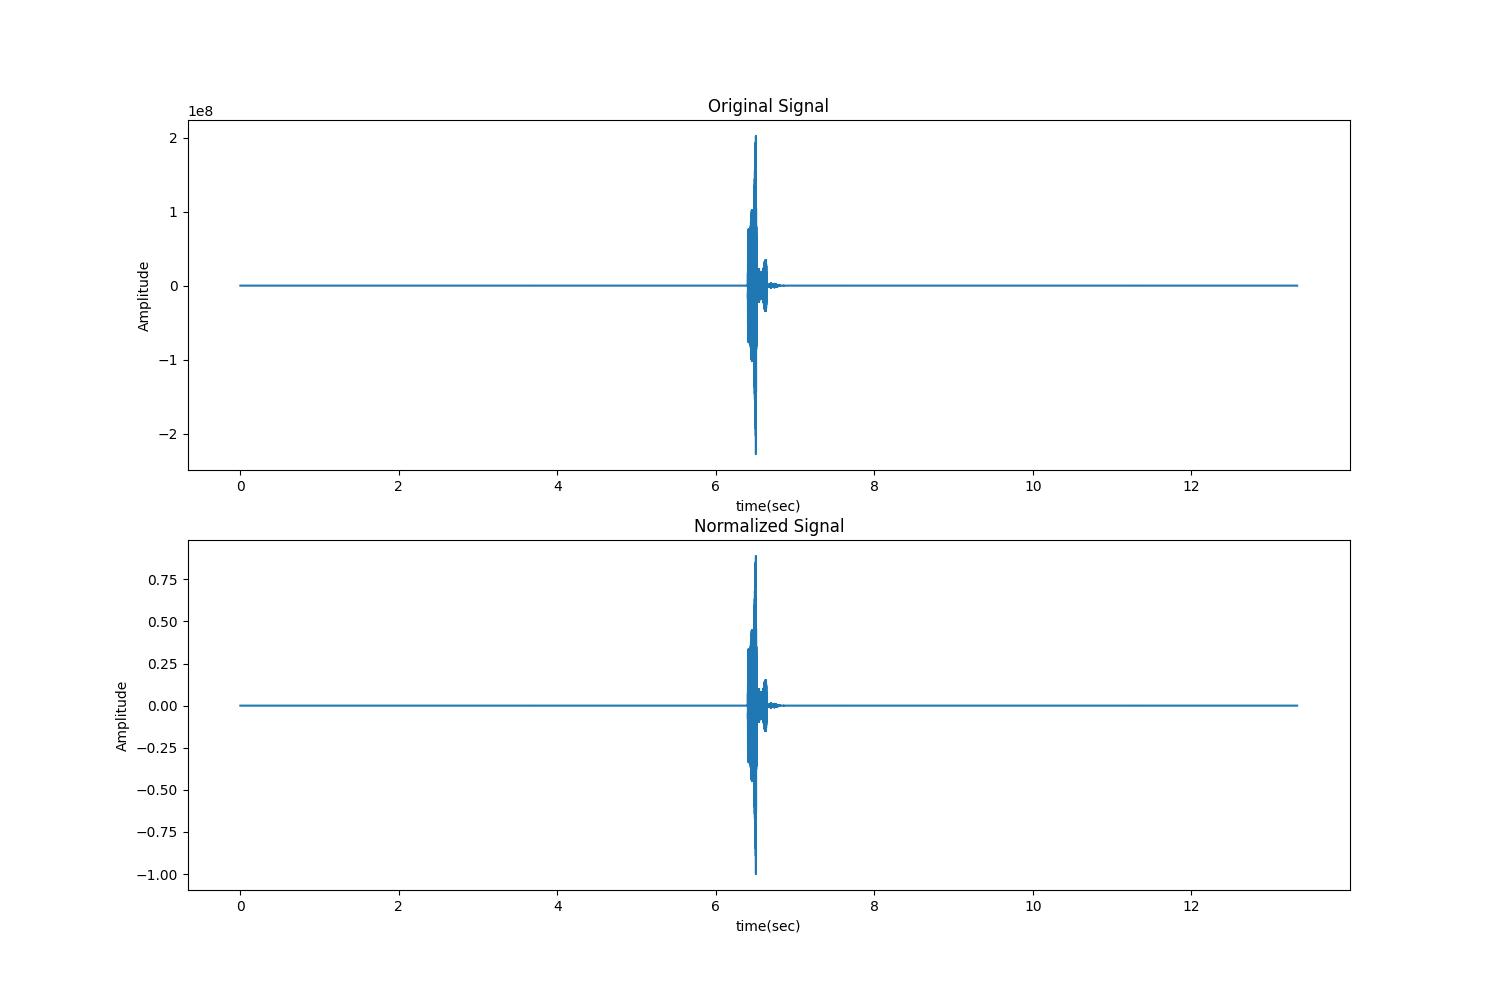 Original Signal
1e8
2
1
0
−1
−2
Amplitude
0 2 4 6 8 10 12
time(sec)
Normalized Signal
0.75
0.50
0.25
0.00
−0.25
−0.50
−0.75
−1.00
Amplitude
0 2 4 6 8 10 12
time(sec)